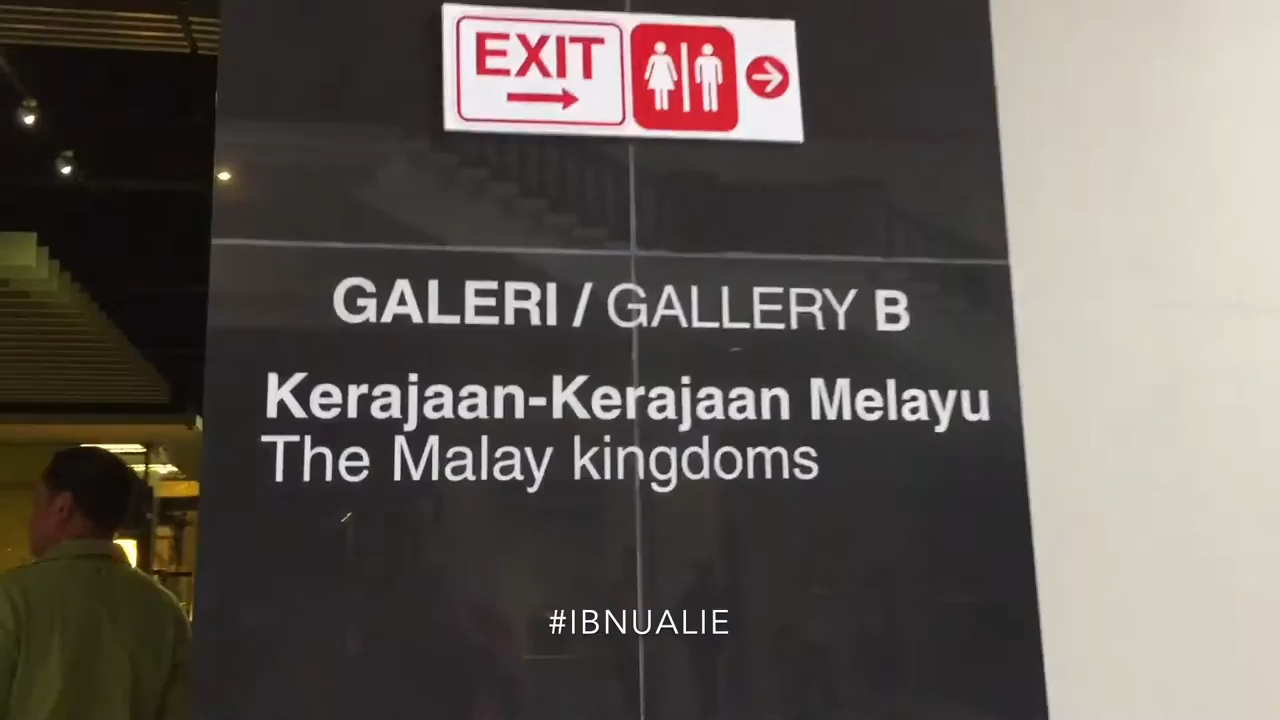 EXIT
GALERI / GALLERY B
Kerajaan-Kerajaan Melayu
The Malay kingdoms
#IBNUALIE